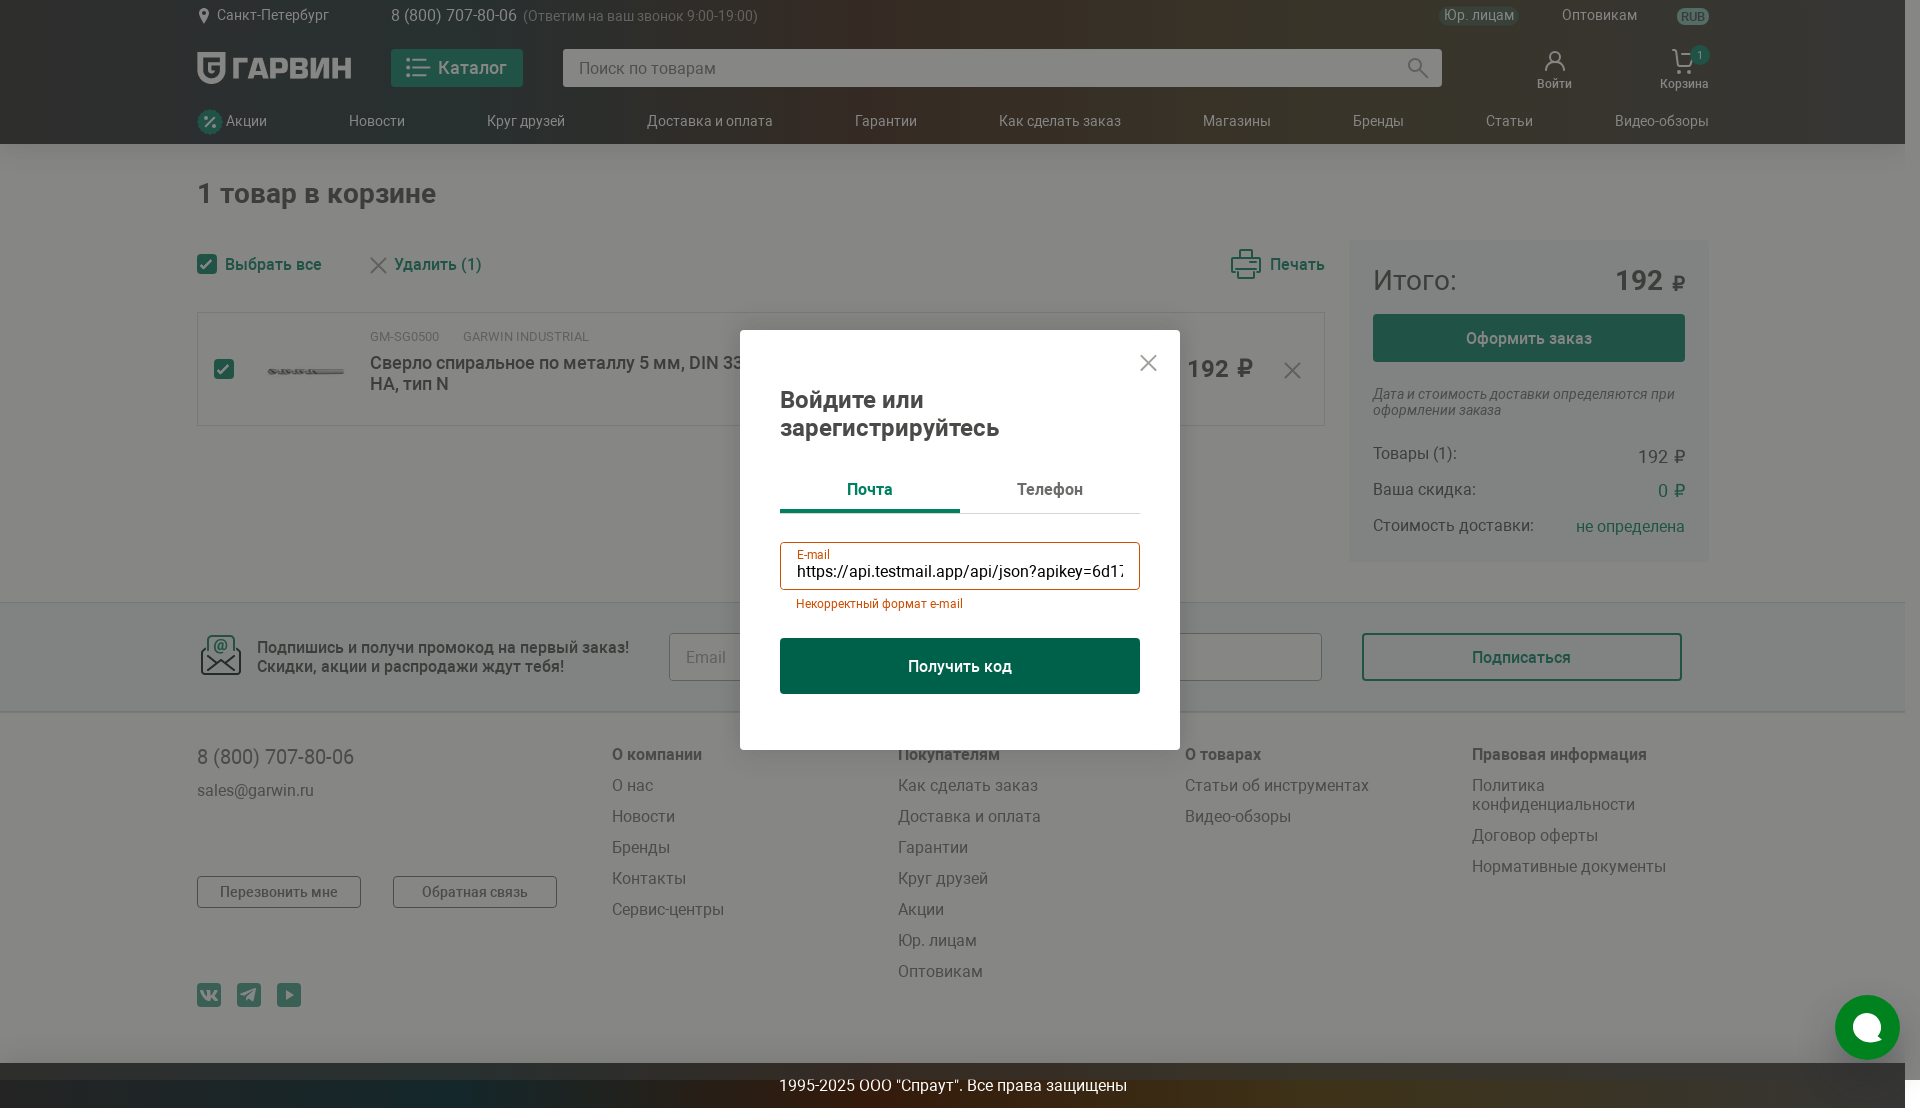 Санкт-Петербург
8 (800) 707-80-06 (Ответим на ваш звонок 9:00-19:00)
Юр. лицам
Оптовикам
RUB
ГАРВИН
Каталог
Поиск по товарам
Войти
1
Корзина
Акции
Новости
Круг друзей
Доставка и оплата
Гарантии
Как сделать заказ
Магазины
Бренды
Статьи
Видео-обзоры
1 товар в корзине
Выбрать все
Удалить (1)
Печать
GM-SG0500
GARWIN INDUSTRIAL
Сверло спиральное по металлу 5 мм, DIN 33
HA, тип N
192 ₽
Итого:
192 ₽
Оформить заказ
Дата и стоимость доставки определяются при
оформлении заказа
Товары (1):
192 ₽
Ваша скидка:
0 ₽
Стоимость доставки:
не определена
Войдите или
зарегистрируйтесь
Почта
Телефон
E-mail
https://api.testmail.app/api/json?apikey=6d17
Некорректный формат e-mail
Получить код
Подпишись и получи промокод на первый заказ!
Скидки, акции и распродажи ждут тебя!
Email
Подписаться
8 (800) 707-80-06
sales@garwin.ru
Перезвонить мне
Обратная связь
О компании
О нас
Новости
Бренды
Контакты
Сервис-центры
Покупателям
Как сделать заказ
Доставка и оплата
Гарантии
Круг друзей
Акции
Юр. лицам
Оптовикам
О товарах
Статьи об инструментах
Видео-обзоры
Правовая информация
Политика
конфиденциальности
Договор оферты
Нормативные документы
1995-2025 ООО "Спраут". Все права защищены